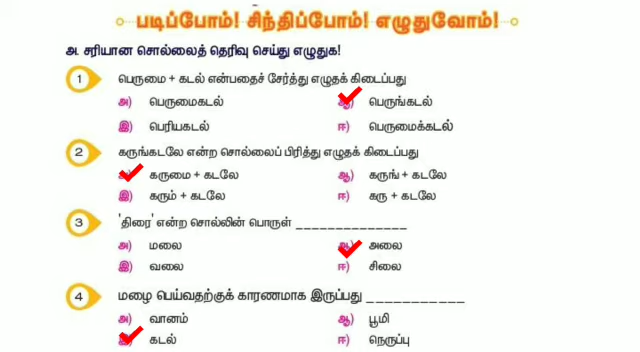 படிப்போம்! சிந்திப்போம்! எழுதுவோம்!
அ. சரியான சொல்லைத் தெரிவு செய்து எழுதுக!
1 பெருமை + கடல் என்பதைச் சேர்த்து எழுதக் கிடைப்பது
அ) பெருமைகடல் ஆ) பெருங்கடல்
இ) பெரியகடல் ஈ) பெருமைக்கடல்
2 கருங்கடலே என்ற சொல்லைப் பிரித்து எழுதக் கிடைப்பது
அ) கருமை + கடலே ஆ) கருங் + கடலே
இ) கரும் + கடலே ஈ) கரு + கடலே
3 'திரை' என்ற சொல்லின் பொருள் ______________
அ) மலை ஆ) அலை
இ) வலை ஈ) சிலை
4 மழை பெய்வதற்குக் காரணமாக இருப்பது ____________
அ) வானம் ஆ) பூமி
இ) கடல் ஈ) நெருப்பு